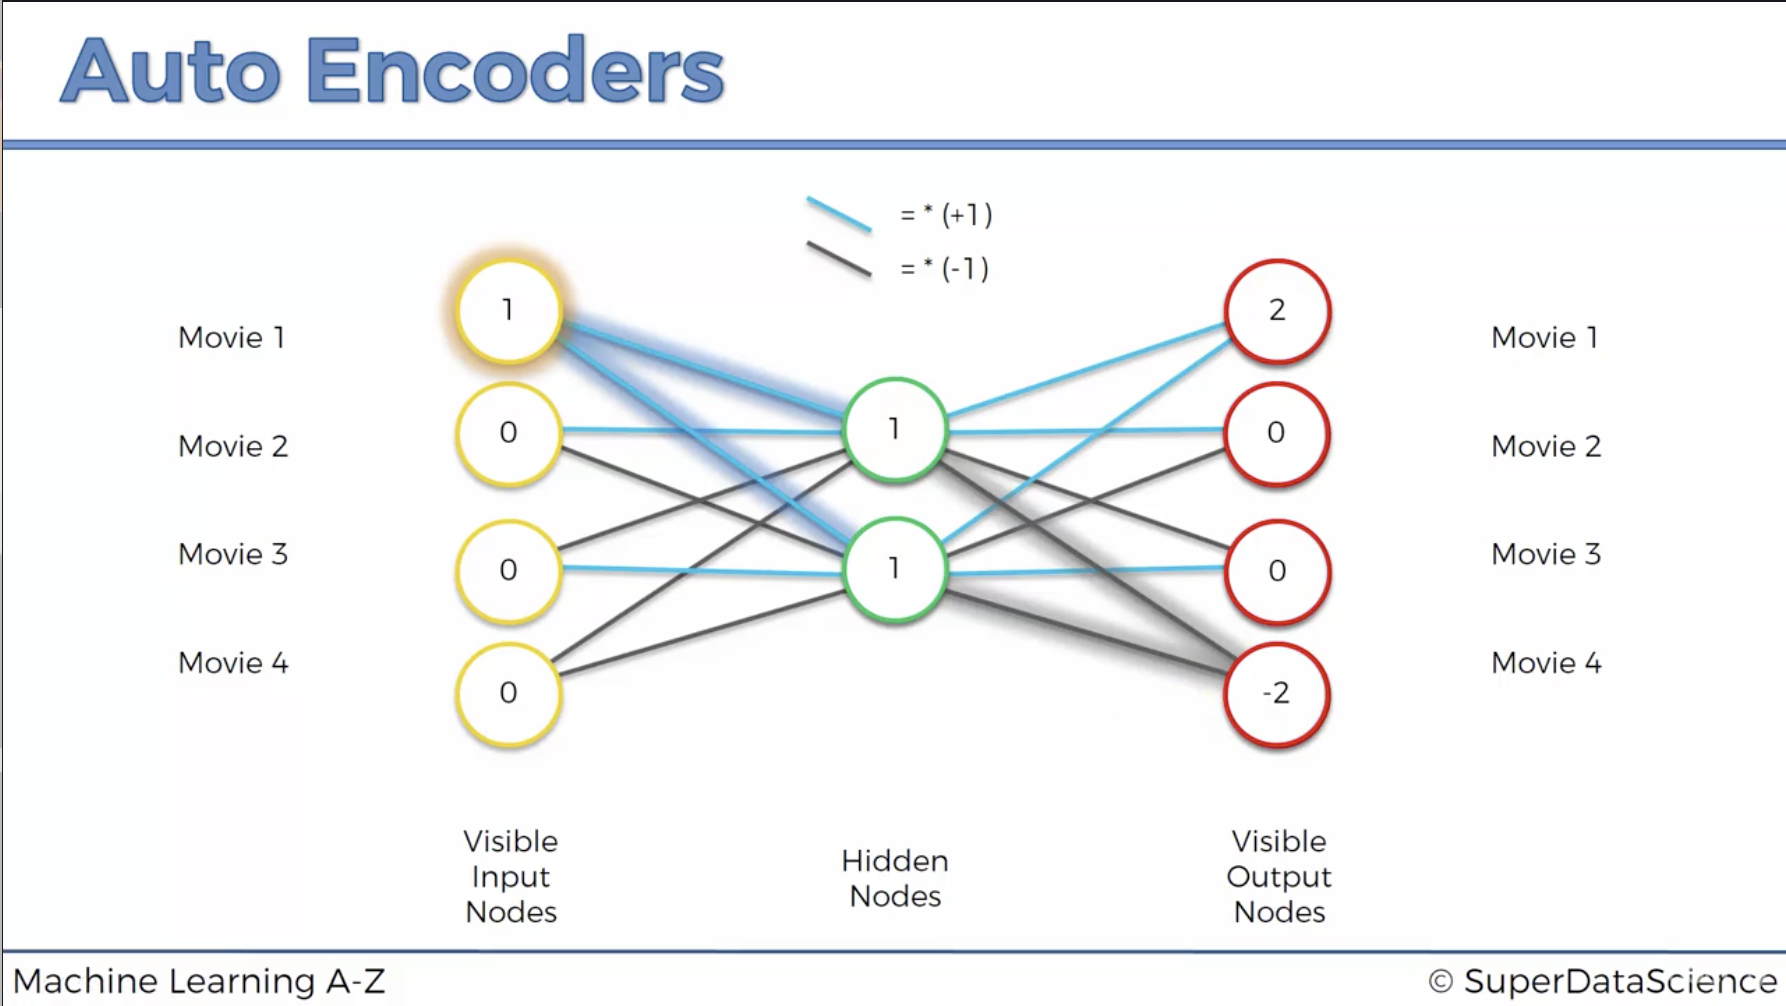 Auto Encoders
= * (+1)
= * (-1)
Movie 1
Movie 2
Movie 3
Movie 4
1
0
0
0
1
1
2
0
0
-2
Movie 1
Movie 2
Movie 3
Movie 4
Visible
Input
Nodes
Hidden
Nodes
Visible
Output
Nodes
Machine Learning A-Z
© SuperDataScience